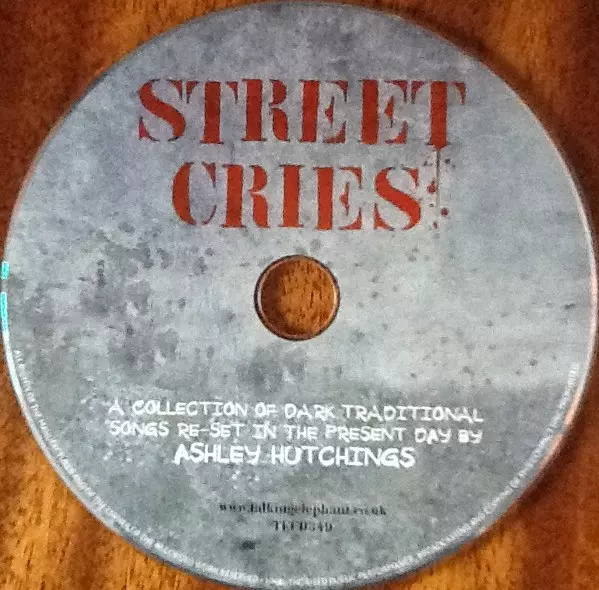 STREET
CRIES
A COLLECTION OF DARK TRADITIONAL
SONGS RE-SET IN THE PRESENT DAY BY
ASHLEY HUTCHINGS
www.talkingelephant.co.uk
TECD349